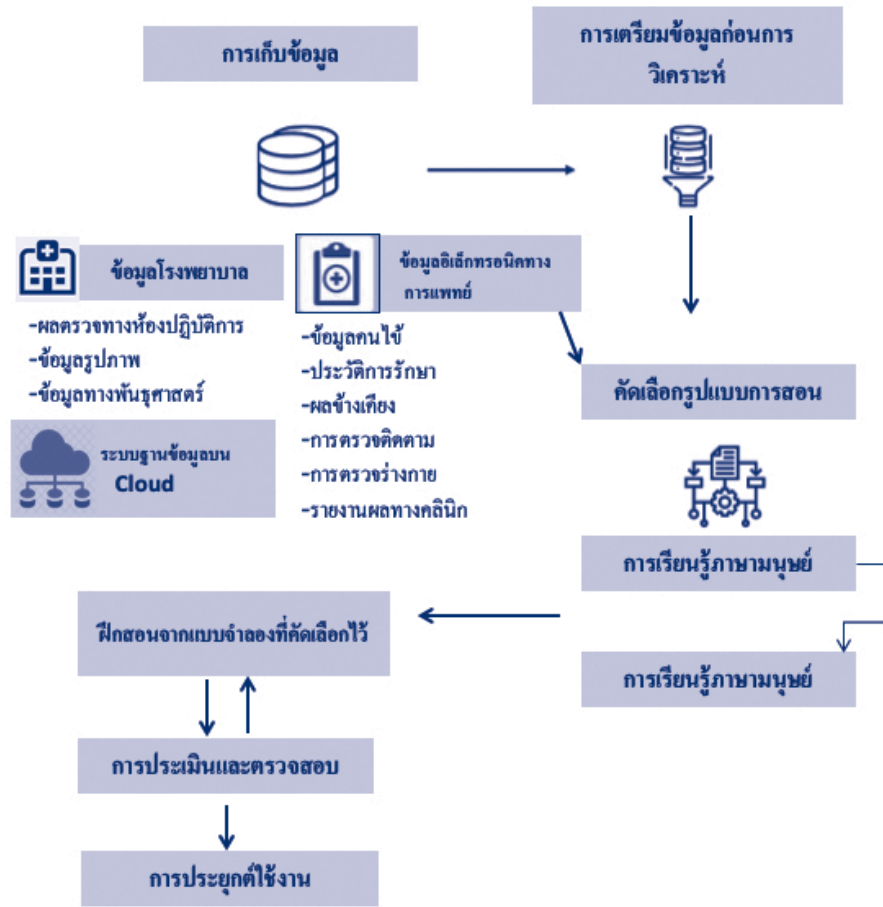 การเก็บข้อมูล
การเตรียมข้อมูลก่อนการ
วิเคราะห์
ข้อมูลโรงพยาบาล
-ผลตรวจทางห้องปฏิบัติการ
-ข้อมูลรูปภาพ
-ข้อมูลทางพันธุศาสตร์
ระบบฐานข้อมูลบน
Cloud
ข้อมูลอิเล็กทรอนิคทาง
การแพทย์
-ข้อมูลคนไข้
-ประวัติการรักษา
-ผลข้างเคียง
-การตรวจติดตาม
-การตรวจร่างกาย
-รายงานผลทางคลินิก
คัดเลือกรูปแบบการสอน
การเรียนรู้ภาษามนุษย์
การเรียนรู้ภาษามนุษย์
ฝึกสอนจากแบบจำลองที่คัดเลือกไว้
การประเมินและตรวจสอบ
การประยุกต์ใช้งาน